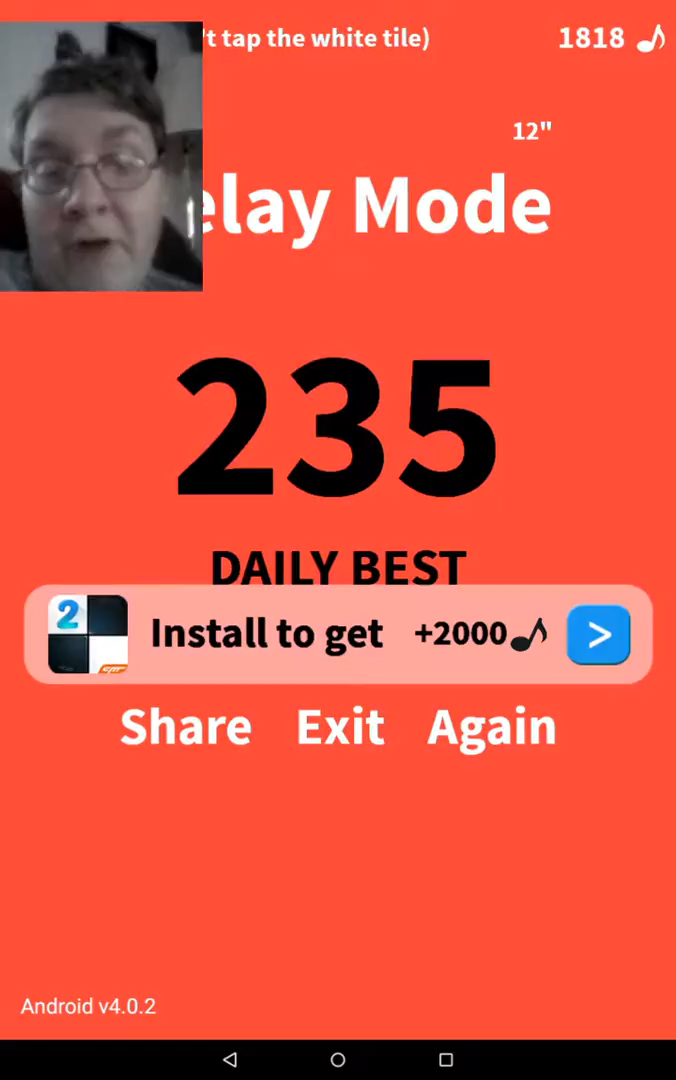 't tap the white tile)
1818
12"
elay Mode
235
DAILY BEST
2
Install to get +2000
>
Share Exit Again
Android v4.0.2